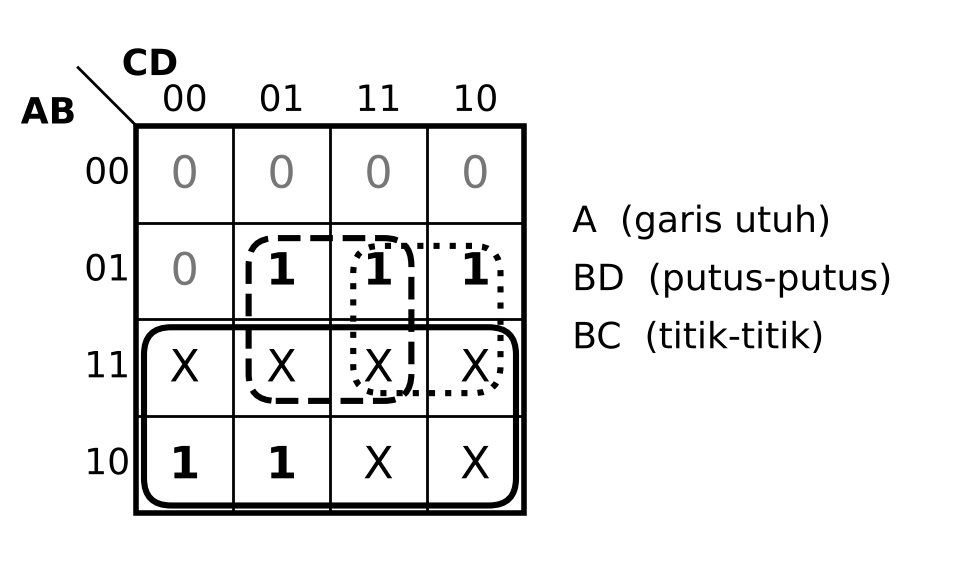 CD
AB
00 01 11 10
00 0 0 0 0
01 0 1 1 1
11 X X X X
10 1 1 X X
A (garis utuh)
BD (putus-putus)
BC (titik-titik)